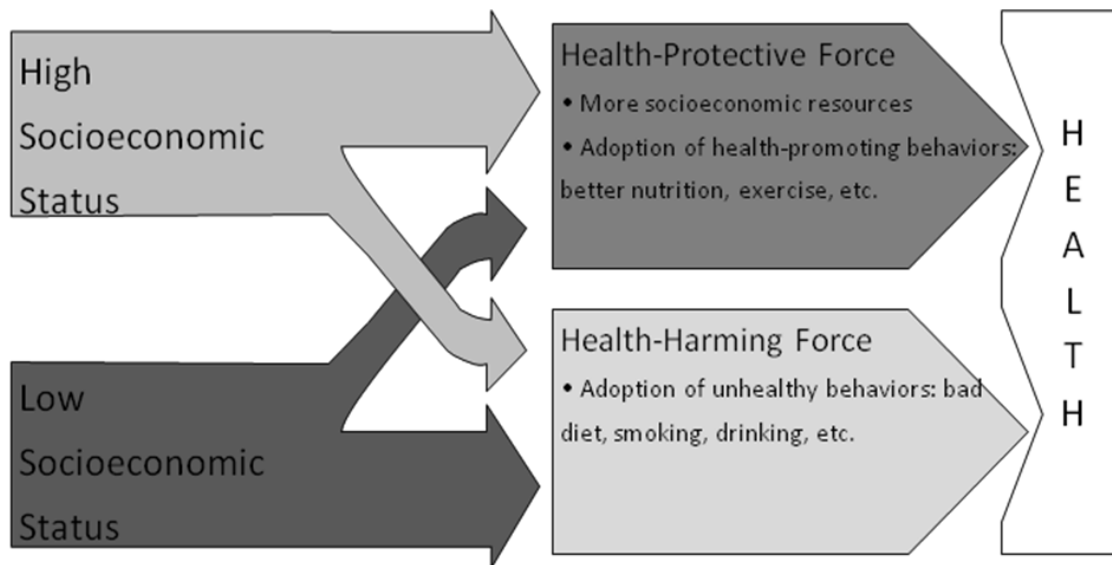 High
Socioeconomic
Status
Low
Socioeconomic
Status
Health-Protective Force
• More socioeconomic resources
• Adoption of health-promoting behaviors:
better nutrition, exercise, etc.
Health-Harming Force
• Adoption of unhealthy behaviors: bad
diet, smoking, drinking, etc.
H
E
A
L
T
H